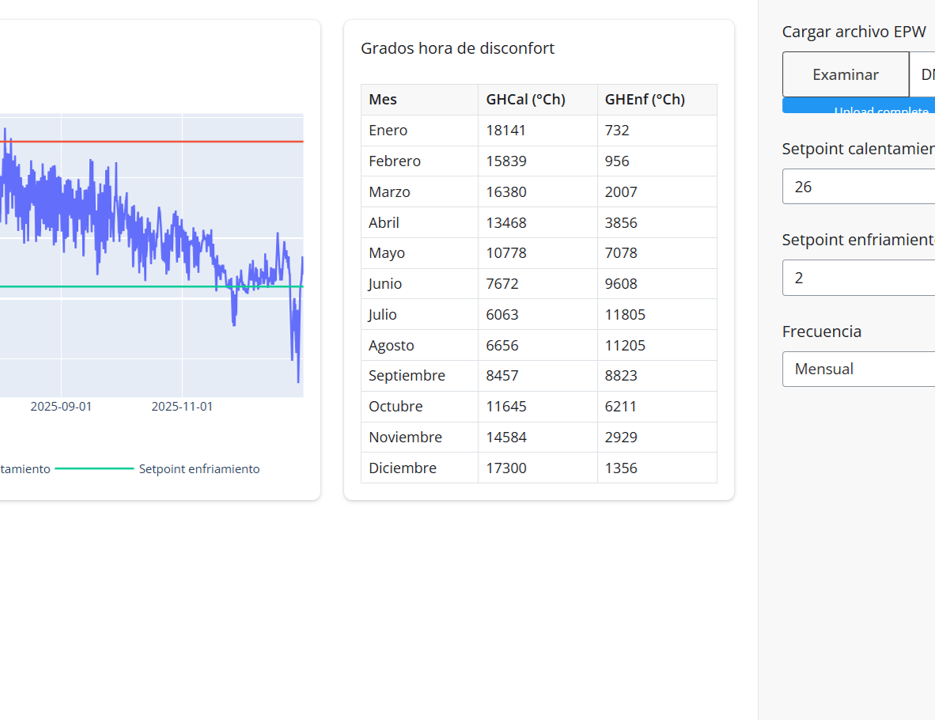 2025-09-01 2025-11-01
tamiento Setpoint enfriamiento
Grados hora de disconfort
Mes GHCal (°Ch) GHEnf (°Ch)
Enero 18141 732
Febrero 15839 956
Marzo 16380 2007
Abril 13468 3856
Mayo 10778 7078
Junio 7672 9608
Julio 6063 11805
Agosto 6656 11205
Septiembre 8457 8823
Octubre 11645 6211
Noviembre 14584 2929
Diciembre 17300 1356
Cargar archivo EPW
Examinar
Upload complete
Setpoint calentamien
26
Setpoint enfriamient
2
Frecuencia
Mensual